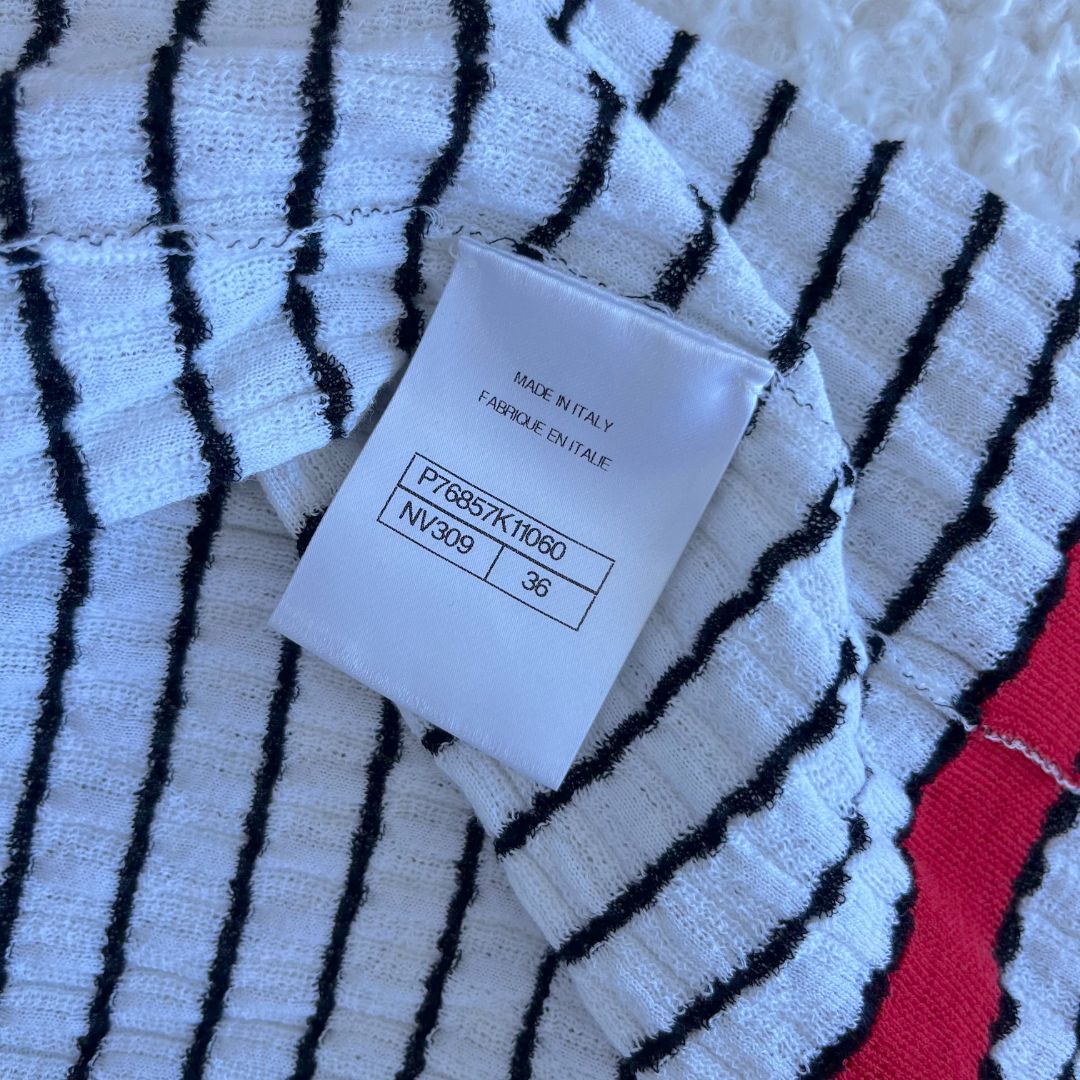 MADE IN ITALY
FABRIQUE EN ITALIE
P76857K11060
NV309 36